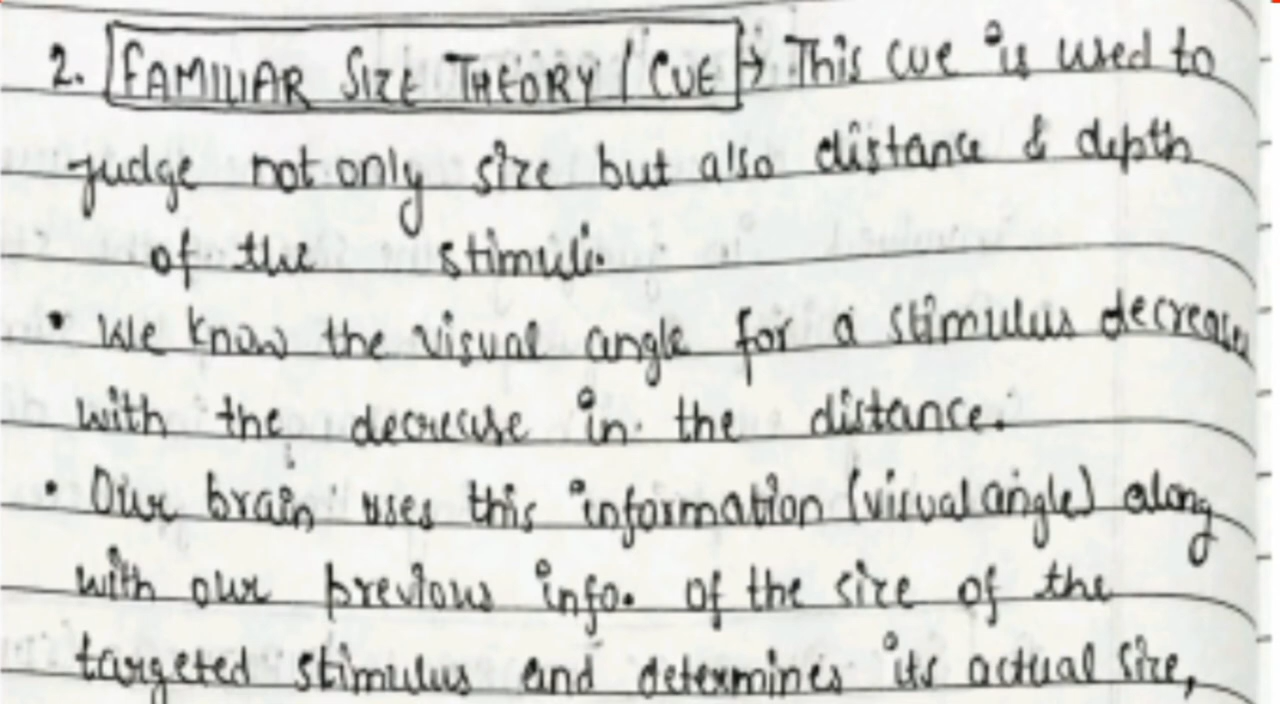 2. FAMILIAR SIZE THEORY / CUE → This cue is used to
judge not only size but also distance & depth
of the stimuli.
• We know the visual angle for a stimulus decreases
with the decrease in the distance.
• Our brain uses this information (visual angle) along
with our previous info. of the size of the
targeted stimulus and determines its actual size,